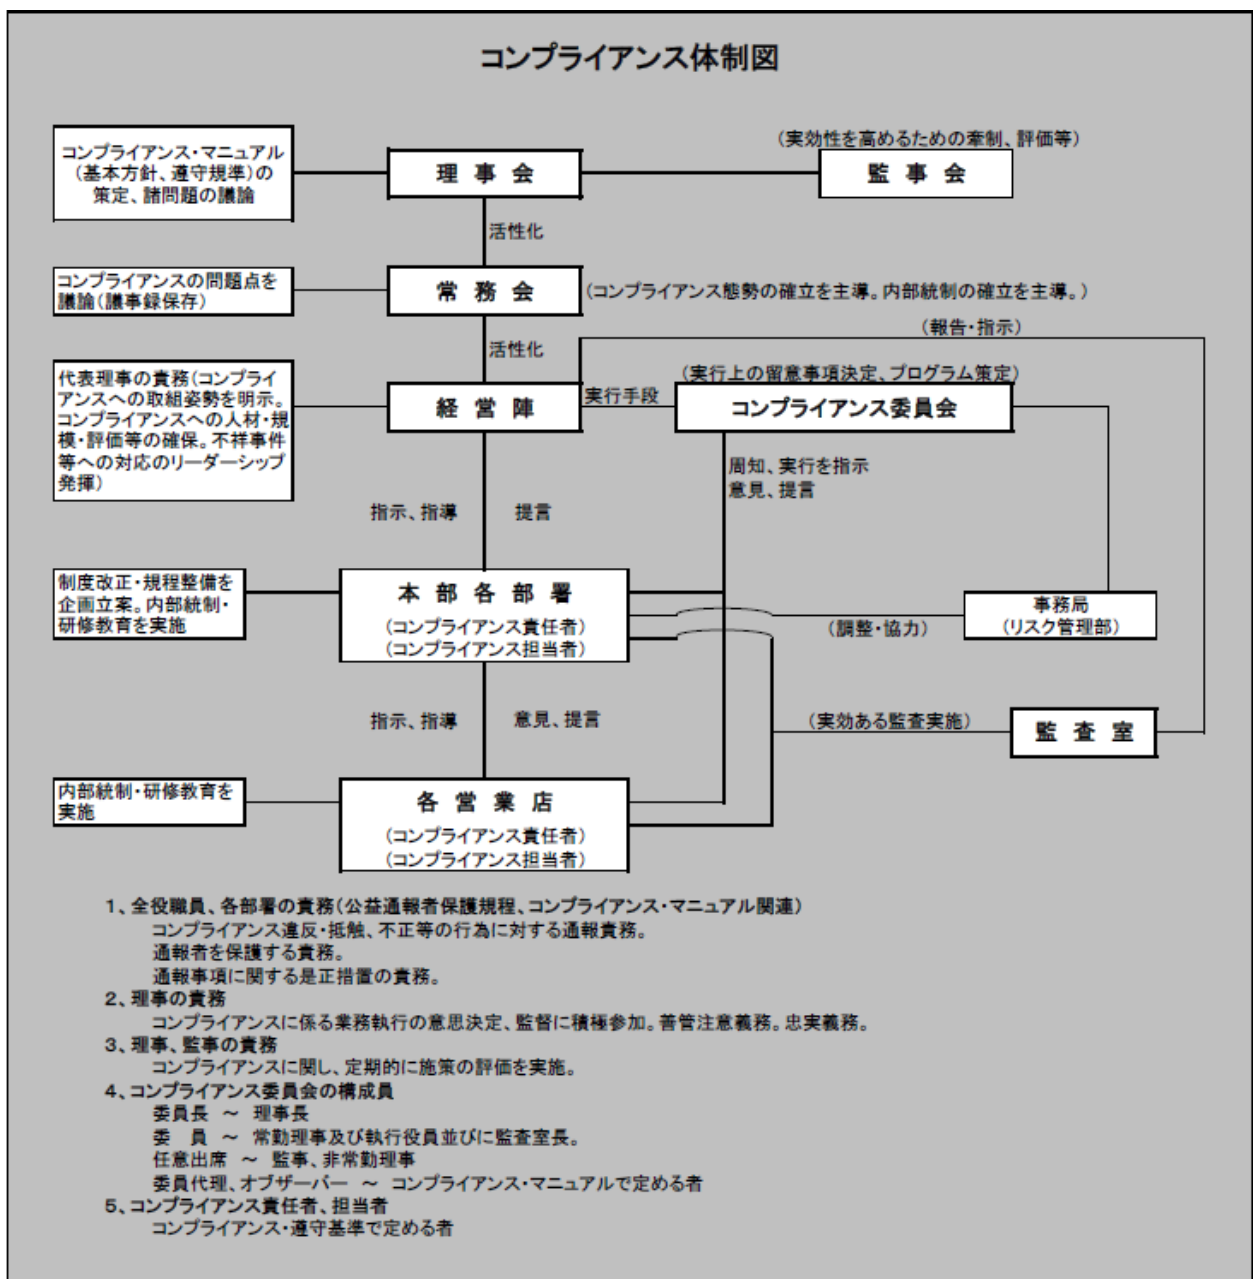 コンプライアンス体制図
コンプライアンス・マニュアル
(基本方針、遵守規準)の
策定、諸問題の議論
理事会
(実効性を高めるための牽制、評価等)
監事会
活性化
コンプライアンスの問題点を
議論(議事録保存)
常務会
(コンプライアンス態勢の確立を主導。内部統制の確立を主導。)
(報告・指示)
活性化
代表理事の責務(コンプライ
アンスへの取組姿勢を明示。
コンプライアンスへの人材・規
模・評価等の確保。不祥事件
等への対応のリーダーシップ
発揮)
経営陣
実行手段
(実行上の留意事項決定、プログラム策定)
コンプライアンス委員会
周知、実行を指示
意見、提言
指示、指導
提言
制度改正・規程整備を
企画立案。内部統制・
研修教育を実施
本部各部署
(コンプライアンス責任者)
(コンプライアンス担当者)
(調整・協力)
事務局
(リスク管理部)
指示、指導
意見、提言
(実効ある監査実施)
監査室
内部統制・研修教育を
実施
各営業店
(コンプライアンス責任者)
(コンプライアンス担当者)
1、全役職員、各部署の責務(公益通報者保護規程、コンプライアンス・マニュアル関連)
コンプライアンス違反・抵触、不正等の行為に対する通報責務。
通報者を保護する責務。
通報事項に関する是正措置の責務。
2、理事の責務
コンプライアンスに係る業務執行の意思決定、監督に積極参加。善管注意義務。忠実義務。
3、理事、監事の責務
コンプライアンスに関し、定期的に施策の評価を実施。
4、コンプライアンス委員会の構成員
委員長 ～ 理事長
委　員 ～ 常勤理事及び執行役員並びに監査室長。
任意出席 ～ 監事、非常勤理事
委員代理、オブザーバー ～ コンプライアンス・マニュアルで定める者
5、コンプライアンス責任者、担当者
コンプライアンス・遵守基準で定める者